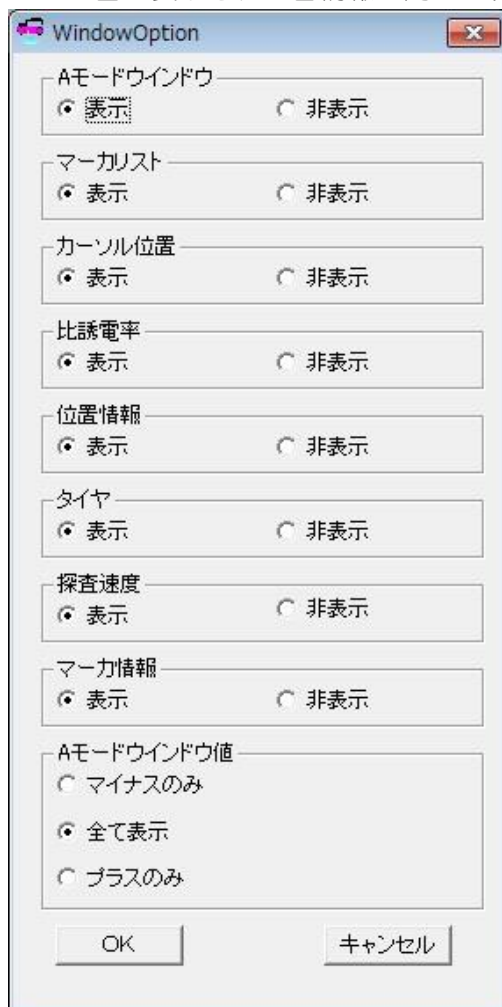 WindowOption
Aモードウインドウ
表示 非表示
マーカリスト
表示 非表示
カーソル位置
表示 非表示
比誘電率
表示 非表示
位置情報
表示 非表示
タイヤ
表示 非表示
探査速度
表示 非表示
マーカ情報
表示 非表示
Aモードウインドウ値
マイナスのみ
全て表示
プラスのみ
OK キャンセル